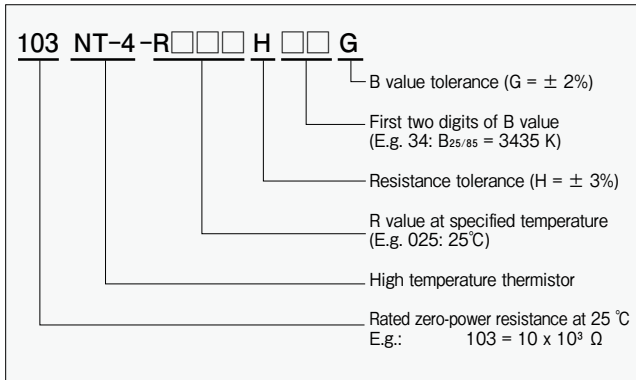 103 NT-4-R□□□ H □□ G
B value tolerance (G = ± 2%)
First two digits of B value
(E.g. 34: B25/85 = 3435 K)
Resistance tolerance (H = ± 3%)
R value at specified temperature
(E.g. 025: 25℃)
High temperature thermistor
Rated zero-power resistance at 25 ℃
E.g.: 103 = 10 x 10³ Ω